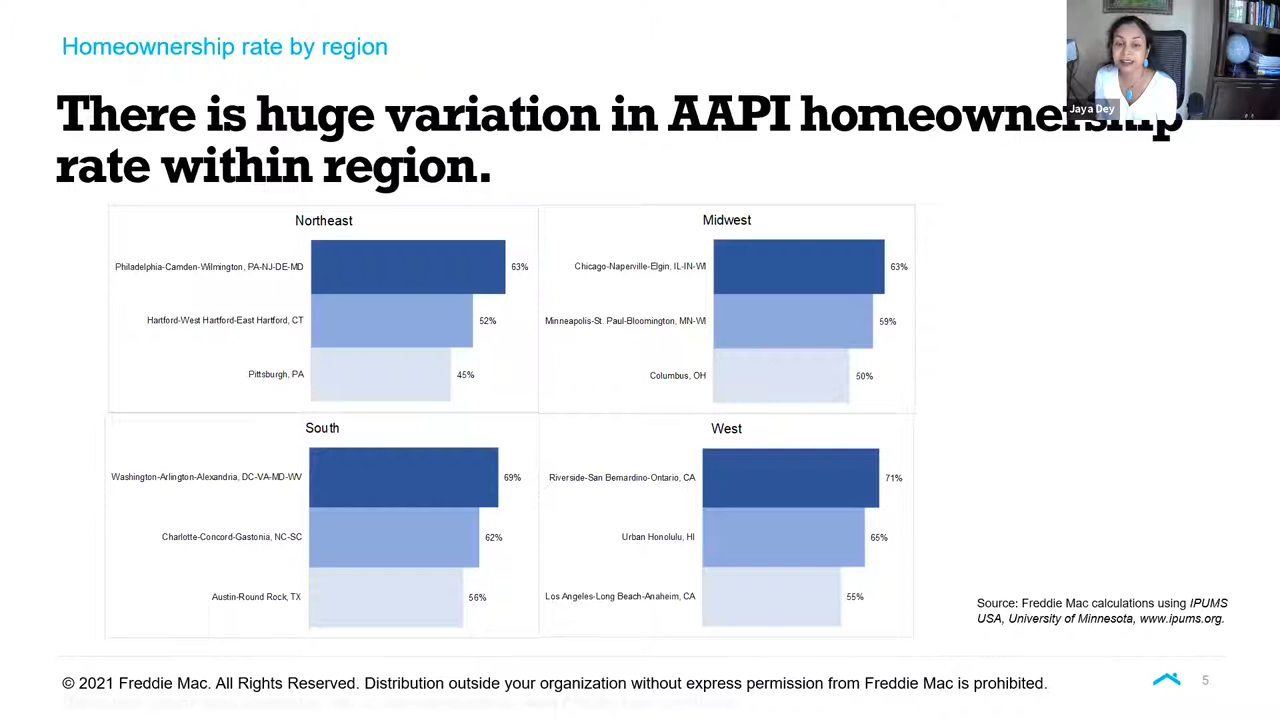 Homeownership rate by region
Jaya Dey
There is huge variation in AAPI homeownership
rate within region.
Northeast
Philadelphia-Camden-Wilmington, PA-NJ-DE-MD 63%
Hartford-West Hartford-East Hartford, CT 52%
Pittsburgh, PA 45%
Midwest
Chicago-Naperville-Elgin, IL-IN-WI 63%
Minneapolis-St. Paul-Bloomington, MN-WI 59%
Columbus, OH 50%
South
Washington-Arlington-Alexandria, DC-VA-MD-WV 69%
Charlotte-Concord-Gastonia, NC-SC 62%
Austin-Round Rock, TX 56%
West
Riverside-San Bernardino-Ontario, CA 71%
Urban Honolulu, HI 65%
Los Angeles-Long Beach-Anaheim, CA 55%
Source: Freddie Mac calculations using IPUMS
USA, University of Minnesota, www.ipums.org.
© 2021 Freddie Mac. All Rights Reserved. Distribution outside your organization without express permission from Freddie Mac is prohibited.
5